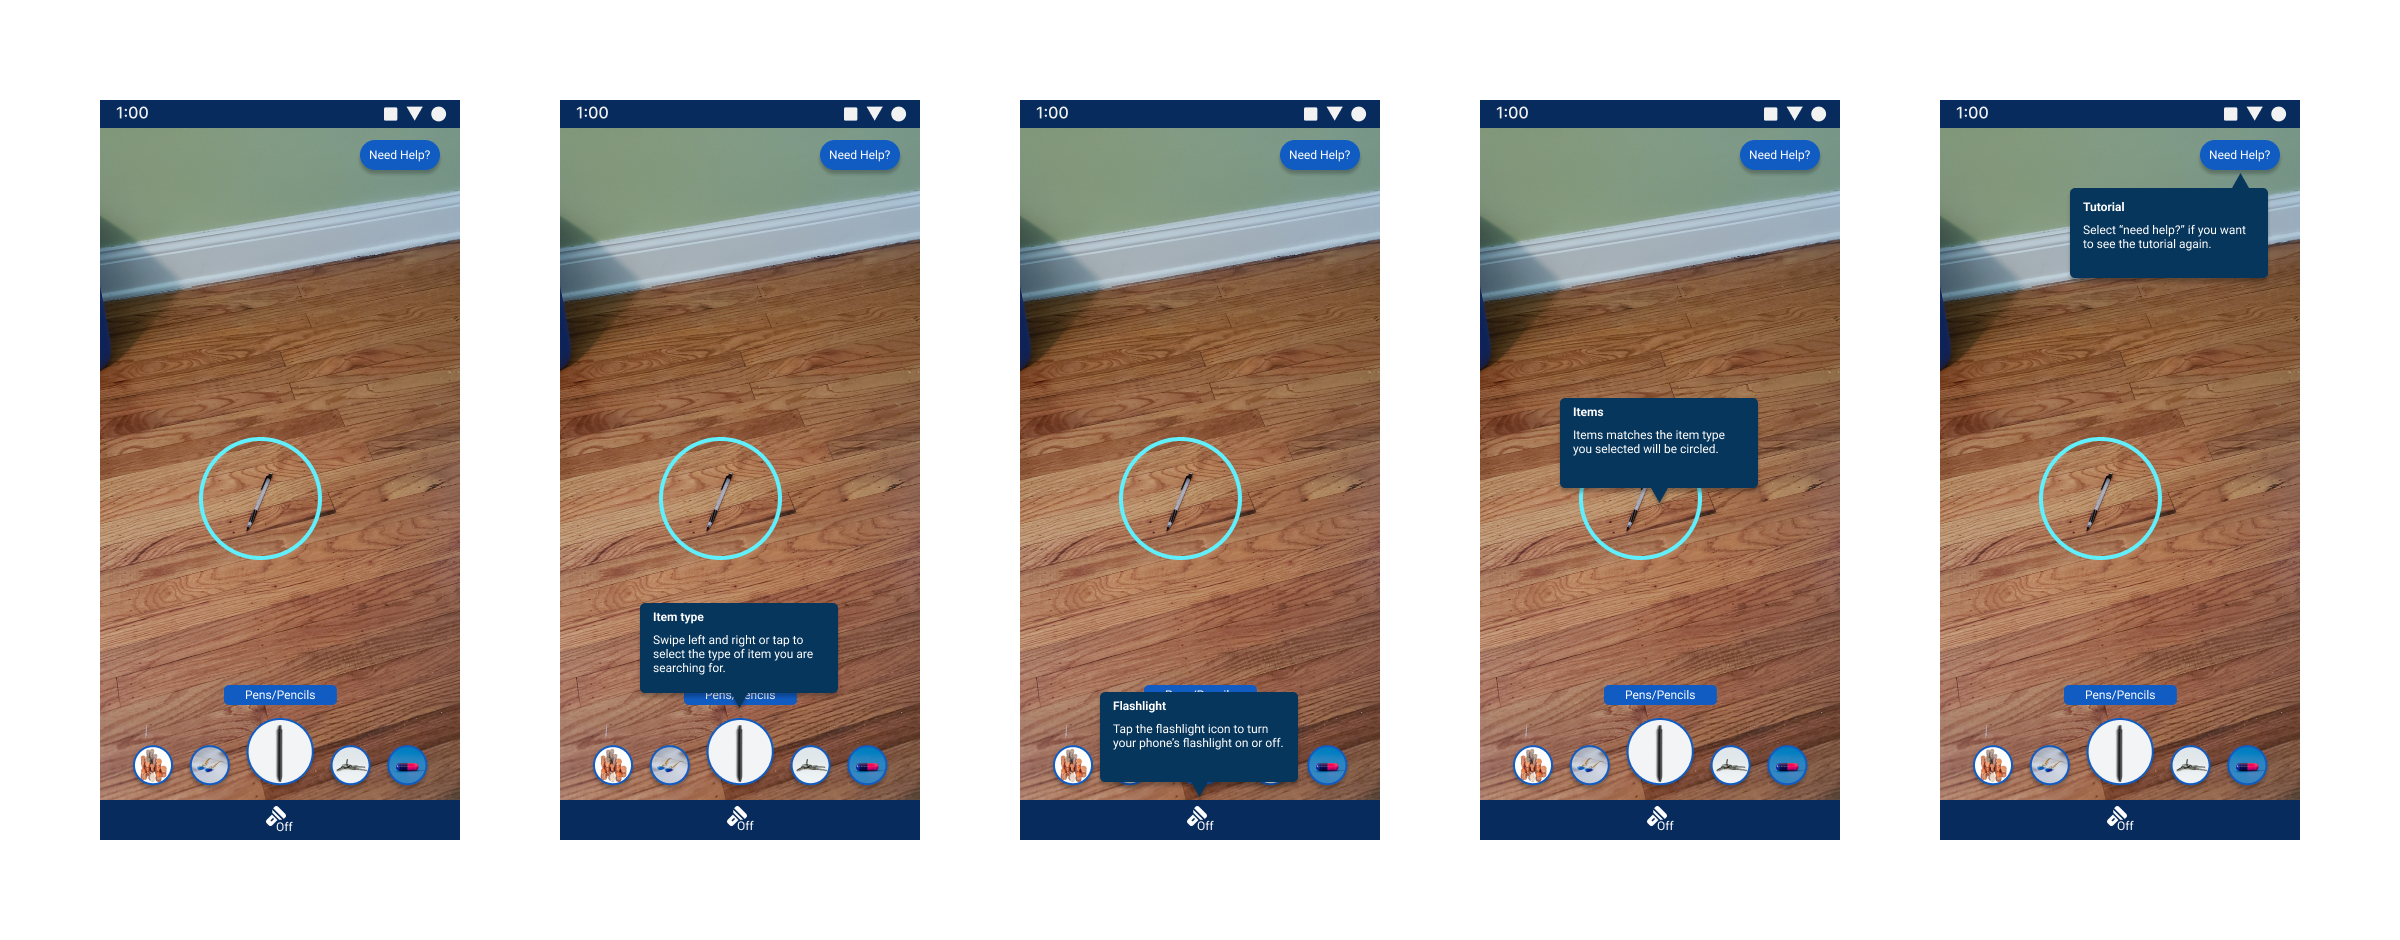 1:00
Need Help?
Pens/Pencils
Off
1:00
Need Help?
Item type
Swipe left and right or tap to
select the type of item you are
searching for.
Pens/Pencils
Off
1:00
Need Help?
Flashlight
Tap the flashlight icon to turn
your phone's flashlight on or off.
Off
1:00
Need Help?
Items
Items matches the item type
you selected will be circled.
Pens/Pencils
Off
1:00
Need Help?
Tutorial
Select “need help?” if you want
to see the tutorial again.
Pens/Pencils
Off